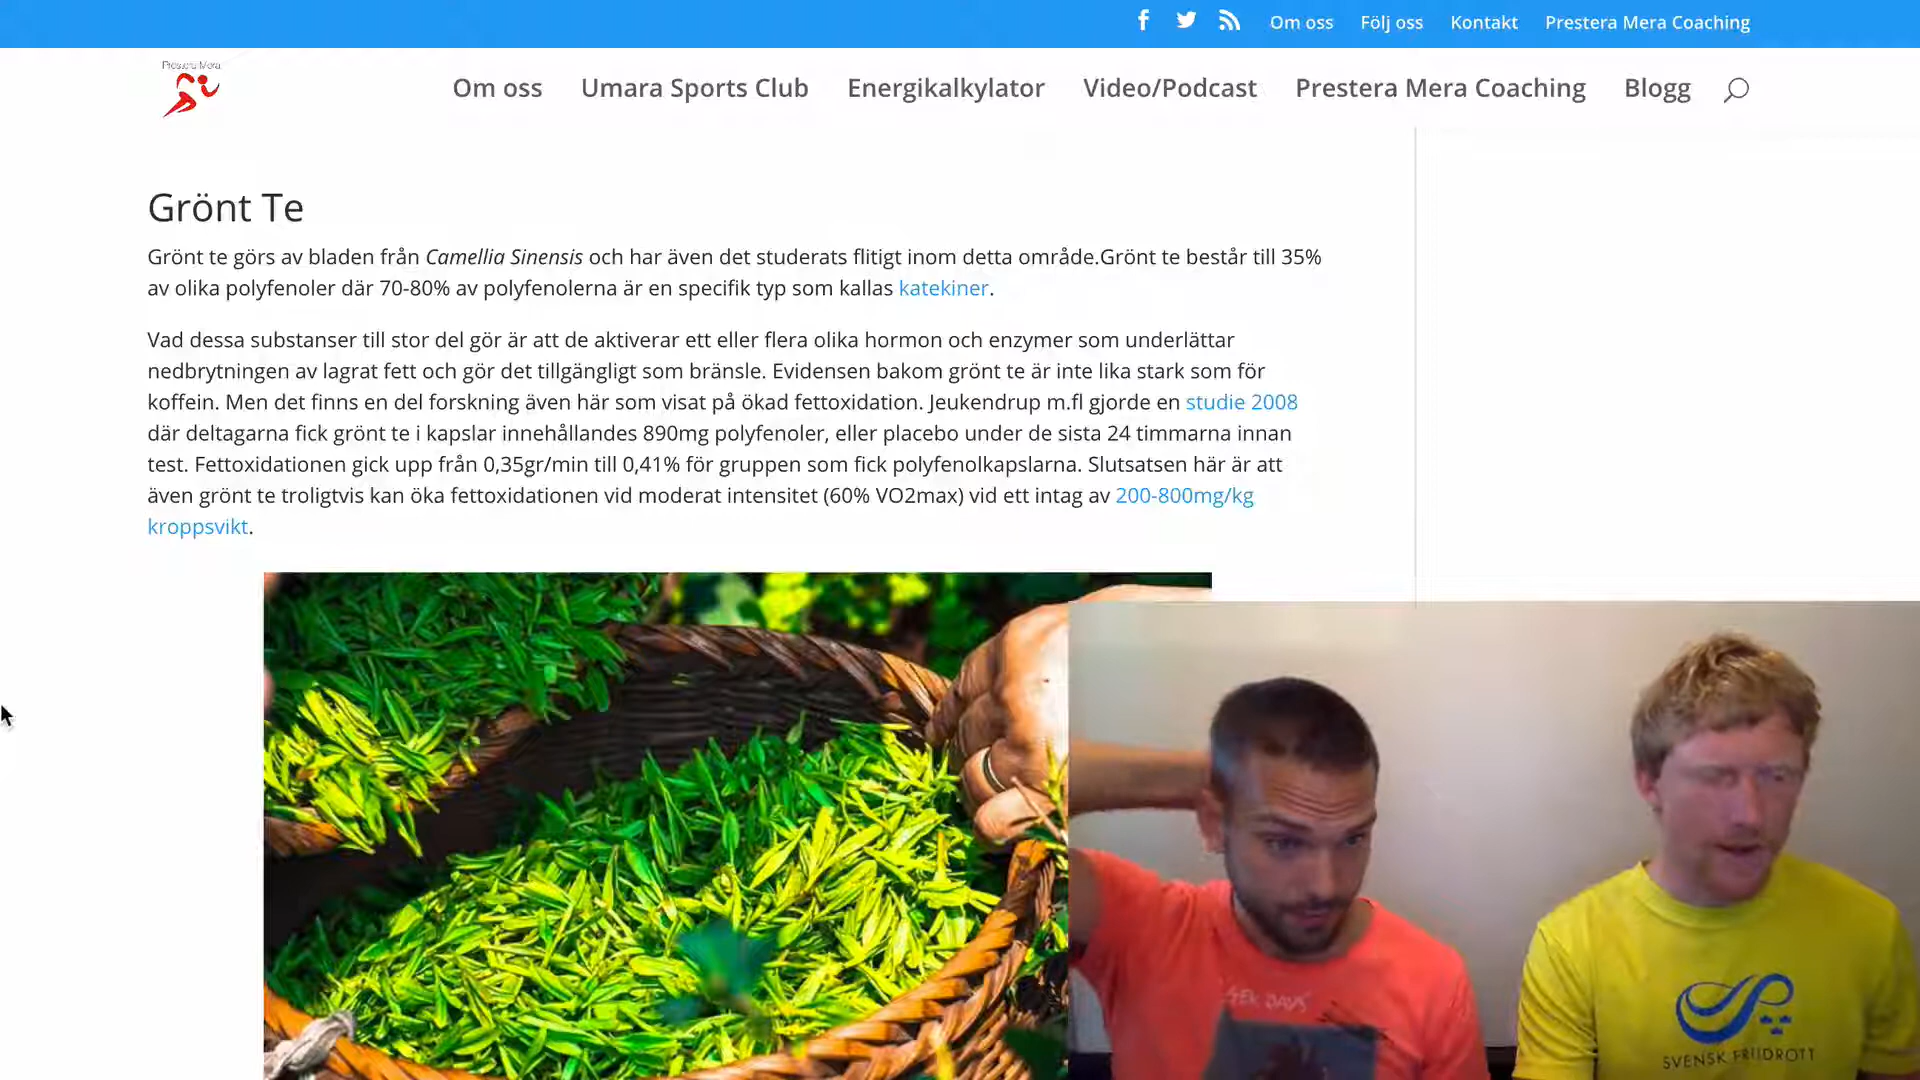 Om oss Följ oss Kontakt Prestera Mera Coaching
Prestera Mera
Om oss Umara Sports Club Energikalkylator Video/Podcast Prestera Mera Coaching Blogg
Grönt Te
Grönt te görs av bladen från Camellia Sinensis och har även det studerats flitigt inom detta område.Grönt te består till 35%
av olika polyfenoler där 70-80% av polyfenolerna är en specifik typ som kallas katekiner.
Vad dessa substanser till stor del gör är att de aktiverar ett eller flera olika hormon och enzymer som underlättar
nedbrytningen av lagrat fett och gör det tillgängligt som bränsle. Evidensen bakom grönt te är inte lika stark som för
koffein. Men det finns en del forskning även här som visat på ökad fettoxidation. Jeukendrup m.fl gjorde en studie 2008
där deltagarna fick grönt te i kapslar innehållandes 890mg polyfenoler, eller placebo under de sista 24 timmarna innan
test. Fettoxidationen gick upp från 0,35gr/min till 0,41% för gruppen som fick polyfenolkapslarna. Slutsatsen här är att
även grönt te troligtvis kan öka fettoxidationen vid moderat intensitet (60% VO2max) vid ett intag av 200-800mg/kg
kroppsvikt.
DAYS
SVENSK FRIIDROTT